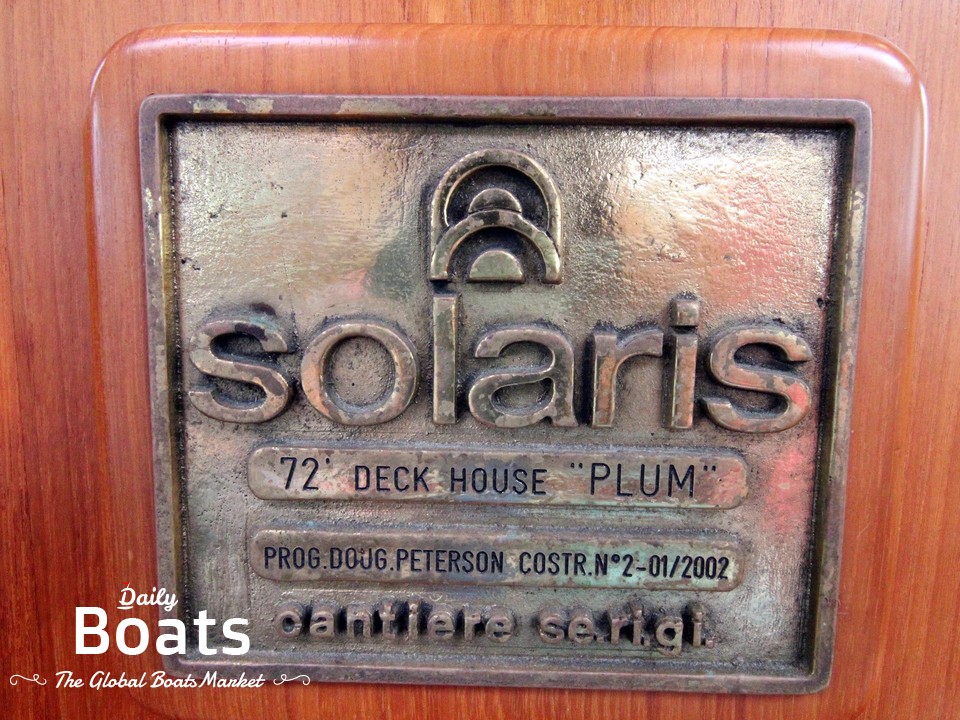 solaris
72' DECK HOUSE "PLUM"
PROG.DOUG.PETERSON COSTR.N°2-01/2002
cantiere se.ri.gi.
Daily
Boats
The Global Boats Market